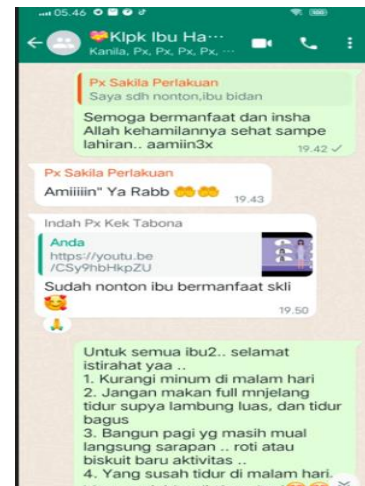 05.46
💝Klpk Ibu Ha...
Kanila, Px, Px, Px, Px, ...
Px Sakila Perlakuan
Saya sdh nonton,ibu bidan
Semoga bermanfaat dan insha
Allah kehamilannya sehat sampe
lahiran.. aamiin3x
19.42
Px Sakila Perlakuan
Amiiiiin" Ya Rabb 🤲🤲
19.43
Indah Px Kek Tabona
Anda
https://youtu.be
/CSy9hbHkpZU
Sudah nonton ibu bermanfaat skli
🥰
19.50
🙏
Untuk semua ibu2.. selamat
istirahat yaa ..
1. Kurangi minum di malam hari
2. Jangan makan full mnjelang
tidur supya lambung luas, dan tidur
bagus
3. Bangun pagi yg masih mual
langsung sarapan .. roti atau
biskuit baru aktivitas ..
4. Yang susah tidur di malam hari.